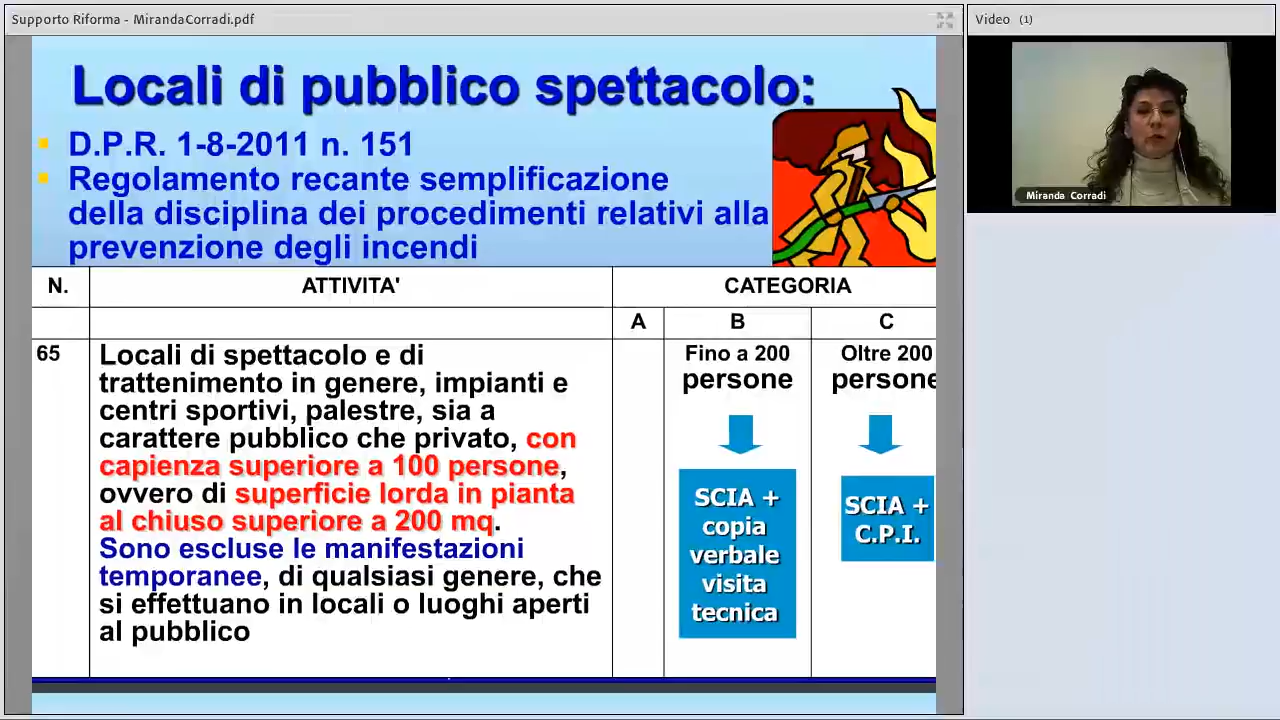 Supporto Riforma - MirandaCorradi.pdf
Video (1)
Miranda Corradi
Locali di pubblico spettacolo:
D.P.R. 1-8-2011 n. 151
Regolamento recante semplificazione
della disciplina dei procedimenti relativi alla
prevenzione degli incendi
N. ATTIVITA' CATEGORIA
A B C
65 Locali di spettacolo e di
trattenimento in genere, impianti e
centri sportivi, palestre, sia a
carattere pubblico che privato, con
capienza superiore a 100 persone,
ovvero di superficie lorda in pianta
al chiuso superiore a 200 mq.
Sono escluse le manifestazioni
temporanee, di qualsiasi genere, che
si effettuano in locali o luoghi aperti
al pubblico
Fino a 200
persone
SCIA +
copia
verbale
visita
tecnica
Oltre 200
persone
SCIA +
C.P.I.